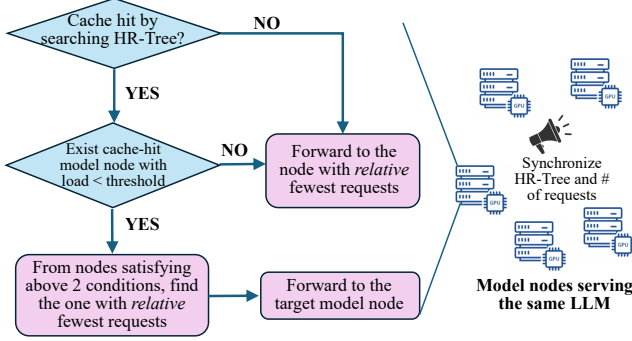 Cache hit by
searching HR-Tree?
NO
YES
Exist cache-hit
model node with
load < threshold
NO
Forward to the
node with relative
fewest requests
YES
From nodes satisfying
above 2 conditions, find
the one with relative
fewest requests
Forward to the
target model node
GPU
GPU
Synchronize
HR-Tree and #
of requests
GPU
GPU
GPU
Model nodes serving
the same LLM